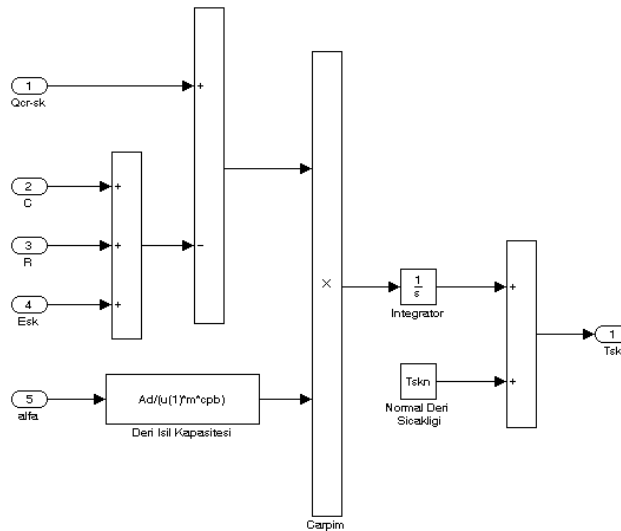 1
Qcr-sk
+
2
C
+
3
R
+
−
4
Esk
+
5
alfa
Ad/(u(1)*m*cpb)
Deri Isil Kapasitesi
×
Carpim
1
s
Integrator
+
Tskn
Normal Deri
Sicakligi
+
1
Tsk